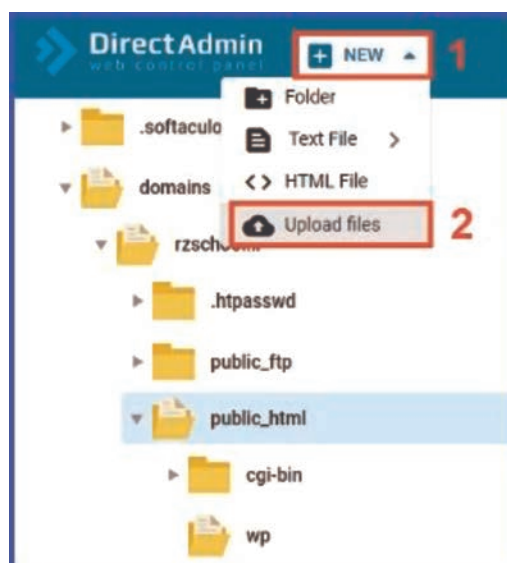 DirectAdmin
web control panel
NEW
1
Folder
.softaculo
Text File
domains
HTML File
Upload files
2
.htpasswd
public_ftp
public_html
cgi-bin
wp